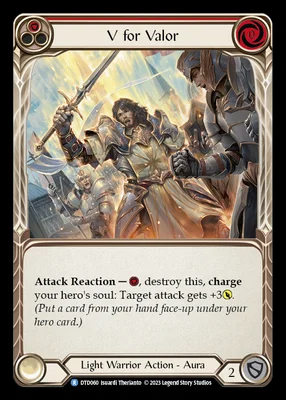 V for Valor
Attack Reaction — , destroy this, charge
your hero's soul: Target attack gets +3.
(Put a card from your hand face-up under your
hero card.)
Light Warrior Action - Aura
2
R DTD060 Isuardi Therianto © 2023 Legend Story Studios